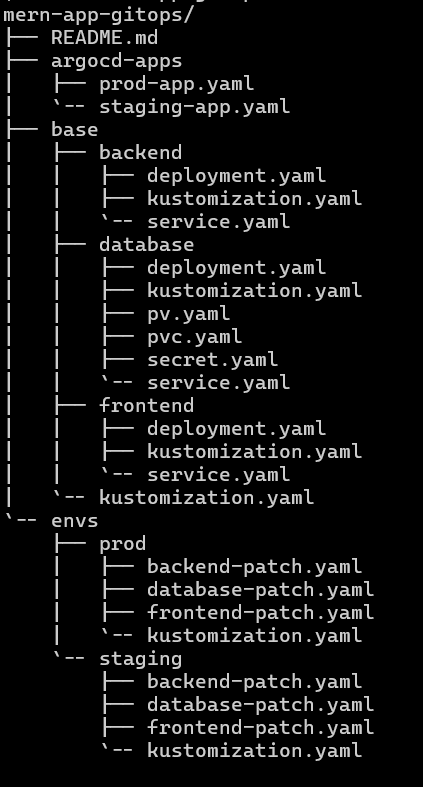 mern-app-gitops/
├── README.md
├── argocd-apps
│   ├── prod-app.yaml
│   `-- staging-app.yaml
├── base
│   ├── backend
│   │   ├── deployment.yaml
│   │   ├── kustomization.yaml
│   │   `-- service.yaml
│   ├── database
│   │   ├── deployment.yaml
│   │   ├── kustomization.yaml
│   │   ├── pv.yaml
│   │   ├── pvc.yaml
│   │   ├── secret.yaml
│   │   `-- service.yaml
│   ├── frontend
│   │   ├── deployment.yaml
│   │   ├── kustomization.yaml
│   │   `-- service.yaml
│   `-- kustomization.yaml
`-- envs
    ├── prod
    │   ├── backend-patch.yaml
    │   ├── database-patch.yaml
    │   ├── frontend-patch.yaml
    │   `-- kustomization.yaml
    `-- staging
        ├── backend-patch.yaml
        ├── database-patch.yaml
        ├── frontend-patch.yaml
        `-- kustomization.yaml